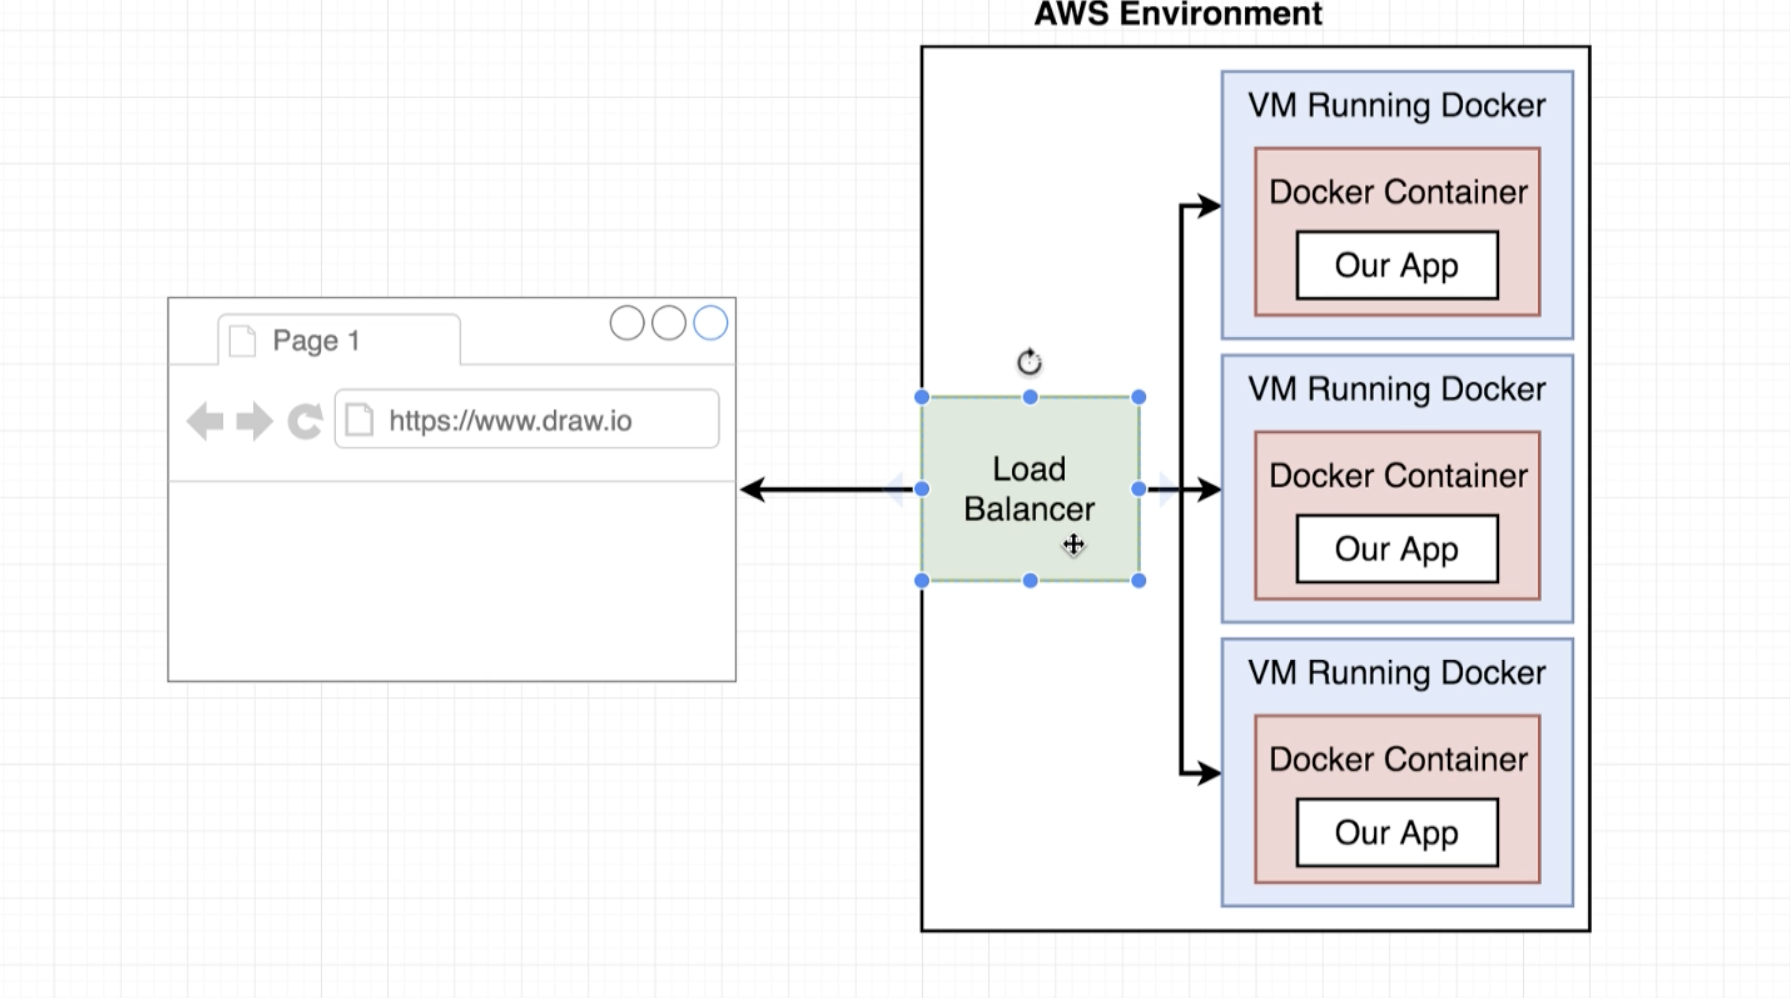 AWS Environment
VM Running Docker
Docker Container
Our App
Page 1
https://www.draw.io
Load
Balancer
VM Running Docker
Docker Container
Our App
VM Running Docker
Docker Container
Our App